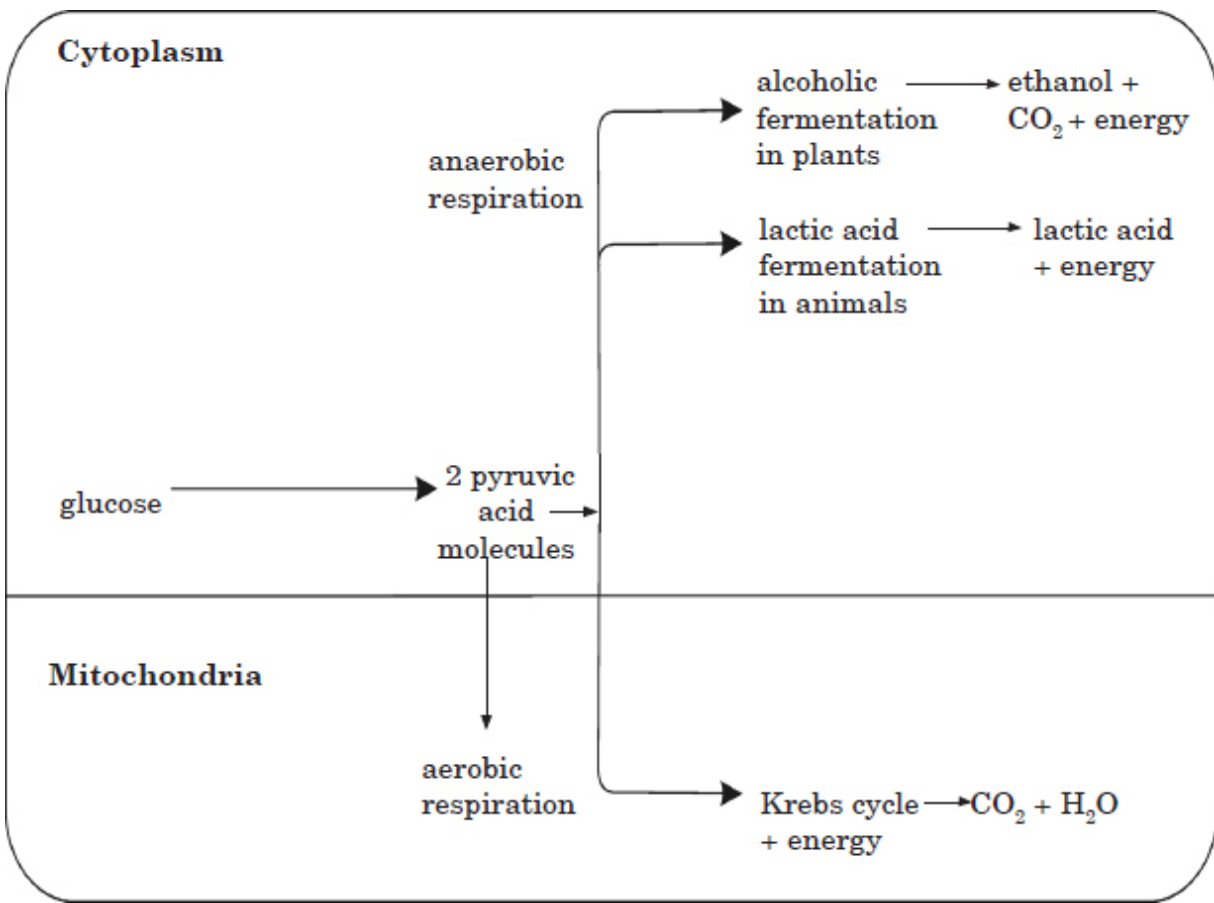 Cytoplasm
alcoholic
fermentation
in plants
ethanol +
CO₂ + energy
anaerobic
respiration
lactic acid
fermentation
in animals
lactic acid
+ energy
glucose
2 pyruvic
acid
molecules
Mitochondria
aerobic
respiration
Krebs cycle
+ energy
CO₂ + H₂O